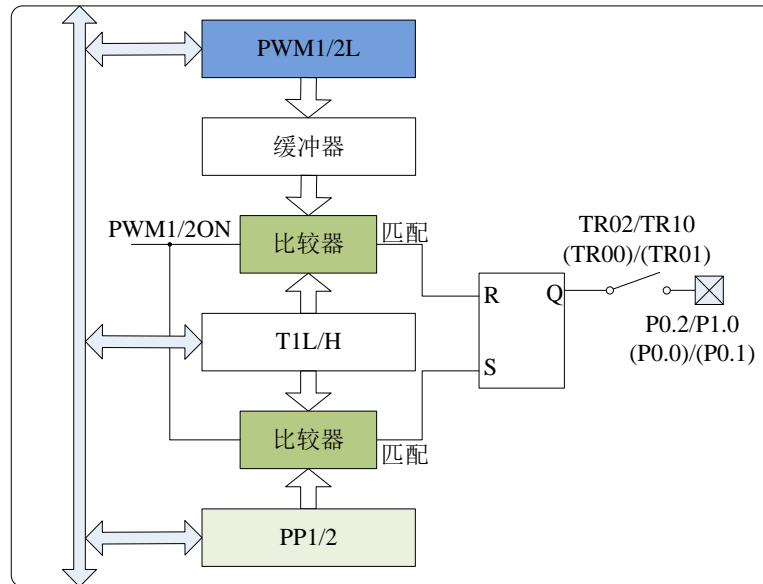 PWM1/2L
缓冲器
PWM1/2ON
比较器
匹配
TR02/TR10
(TR00)/(TR01)
R
Q
P0.2/P1.0
(P0.0)/(P0.1)
T1L/H
S
比较器
匹配
PP1/2